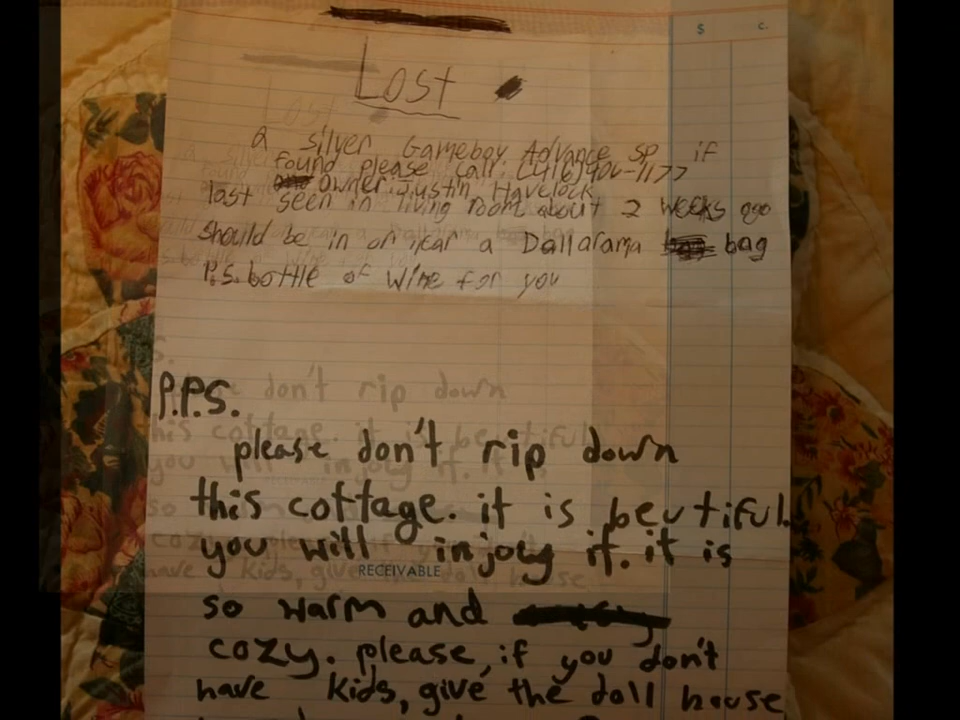 $ c.
Lost
a silver Gameboy Advance sp if
found please call: (416)406-1177
owner: Justin Havelock
last seen in living room about 2 weeks ago
should be in or near a Dallarama bag
P.S. bottle of wine for you
P.P.S.
please don't rip down
this cottage. it is beutiful.
you will injoy it. it is
RECEIVABLE
so warm and
cozy. please, if you don't
have kids, give the doll house